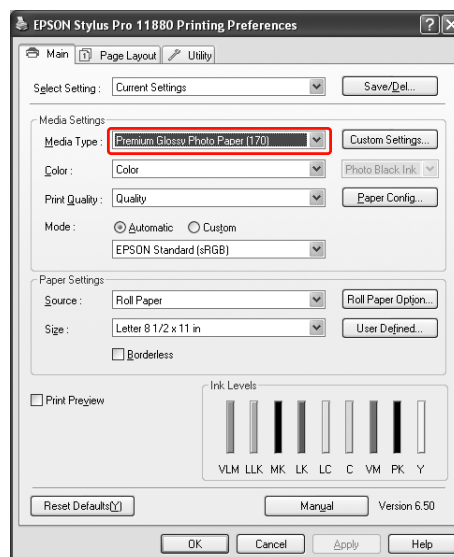 EPSON Stylus Pro 11880 Printing Preferences
Main Page Layout Utility
Select Setting : Current Settings Save/Del...
Media Settings
Media Type : Premium Glossy Photo Paper (170) Custom Settings...
Color : Color Photo Black Ink
Print Quality : Quality Paper Config...
Mode : Automatic Custom
EPSON Standard (sRGB)
Paper Settings
Source : Roll Paper Roll Paper Option...
Size : Letter 8 1/2 x 11 in User Defined...
Borderless
Ink Levels
Print Preview
VLM LLK MK LK LC C VM PK Y
Reset Defaults(Y) Manual Version 6.50
OK Cancel Apply Help